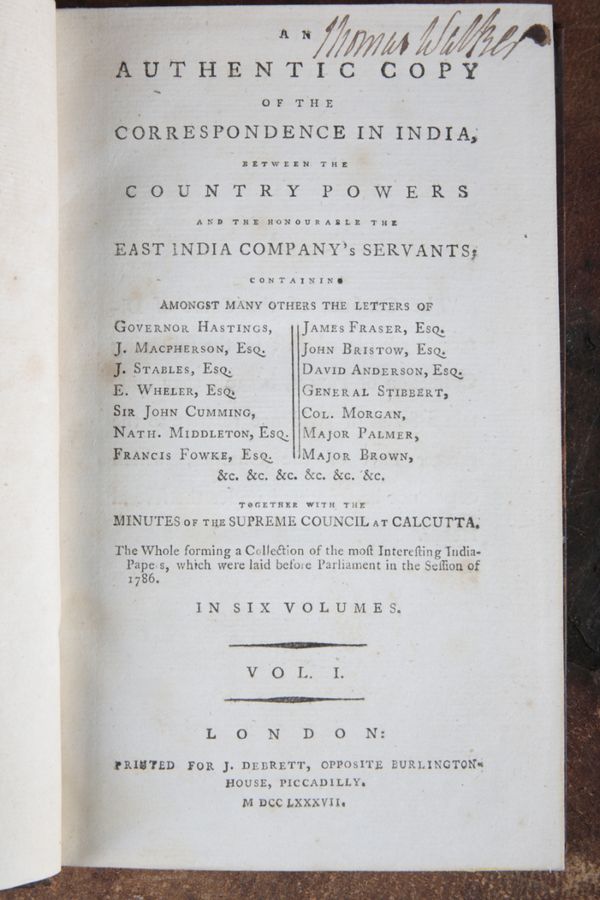 Thomas Walker
AN
AUTHENTIC COPY
OF THE
CORRESPONDENCE IN INDIA,
BETWEEN THE
COUNTRY POWERS
AND THE HONOURABLE THE
EAST INDIA COMPANY's SERVANTS;
CONTAINING
AMONGST MANY OTHERS THE LETTERS OF
GOVERNOR HASTINGS,
J. MACPHERSON, ESQ.
J. STABLES, ESQ.
E. WHELER, ESQ.
SIR JOHN CUMMING,
NATH. MIDDLETON, ESQ.
FRANCIS FOWKE, ESQ.
JAMES FRASER, ESQ.
JOHN BRISTOW, ESQ.
DAVID ANDERSON, ESQ.
GENERAL STIBBERT,
COL. MORGAN,
MAJOR PALMER,
MAJOR BROWN,
&c. &c. &c. &c. &c. &c.
TOGETHER WITH THE
MINUTES OF THE SUPREME COUNCIL AT CALCUTTA.
The Whole forming a Collection of the moſt Intereſting India-
Papers, which were laid before Parliament in the Seſſion of
1786.
IN SIX VOLUMES.
VOL. I.
LONDON:
PRINTED FOR J. DEBRETT, OPPOSITE BURLINGTON-
HOUSE, PICCADILLY.
M DCC LXXXVII.